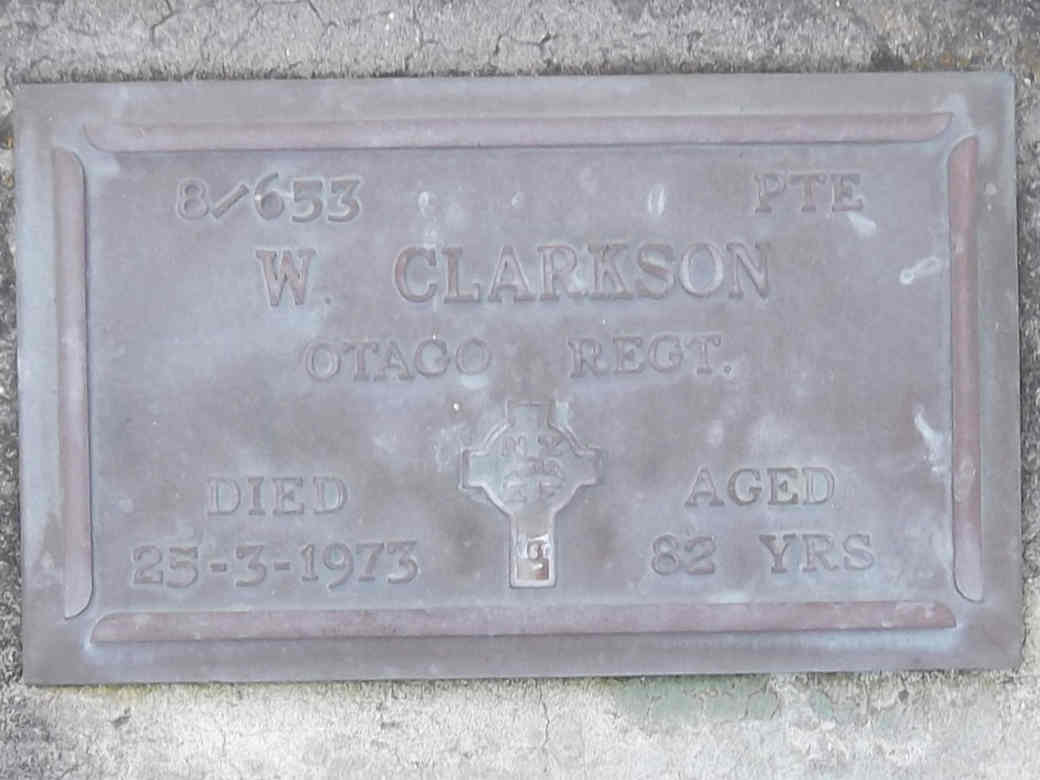 8/653 PTE
W. CLARKSON
OTAGO REGT.
N Z
DIED AGED
25-3-1973 82 YRS